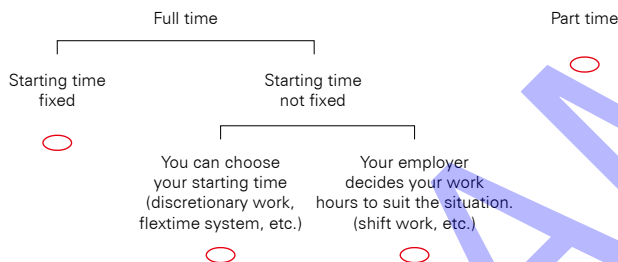 Full time
Part time
Starting time
fixed
Starting time
not fixed
You can choose
your starting time
(discretionary work,
flextime system, etc.)
Your employer
decides your work
hours to suit the situation.
(shift work, etc.)